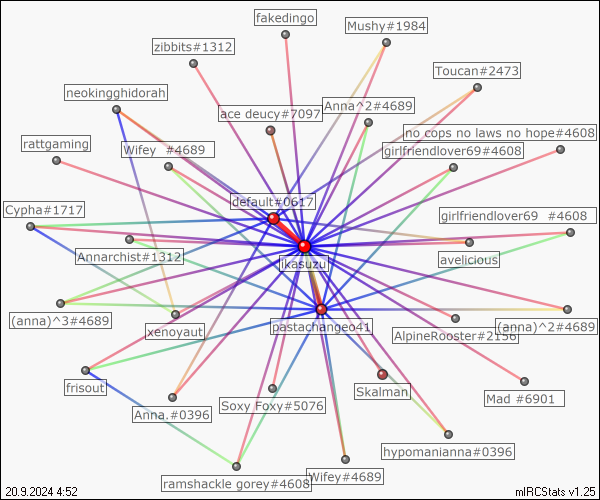 fakedingo
Mushy#1984
zibbits#1312
Toucan#2473
neokingghidorah
ace deucy#7097
Anna^2#4689
no cops no laws no hope#4608
rattgaming
Wifey  #4689
girlfriendlover69#4608
default#0617
Cypha#1717
girlfriendlover69  #4608
Annarchist#1312
ikasuzu
avelicious
(anna)^3#4689
xenoyaut
pastachangeo41
AlpineRooster#2156
(anna)^2#4689
frisout
Anna.#0396
Soxy Foxy#5076
Skalman
Mad #6901
hypomanianna#0396
ramshackle gorey#4608
Wifey#4689
20.9.2024 4:52
mIRCStats v1.25